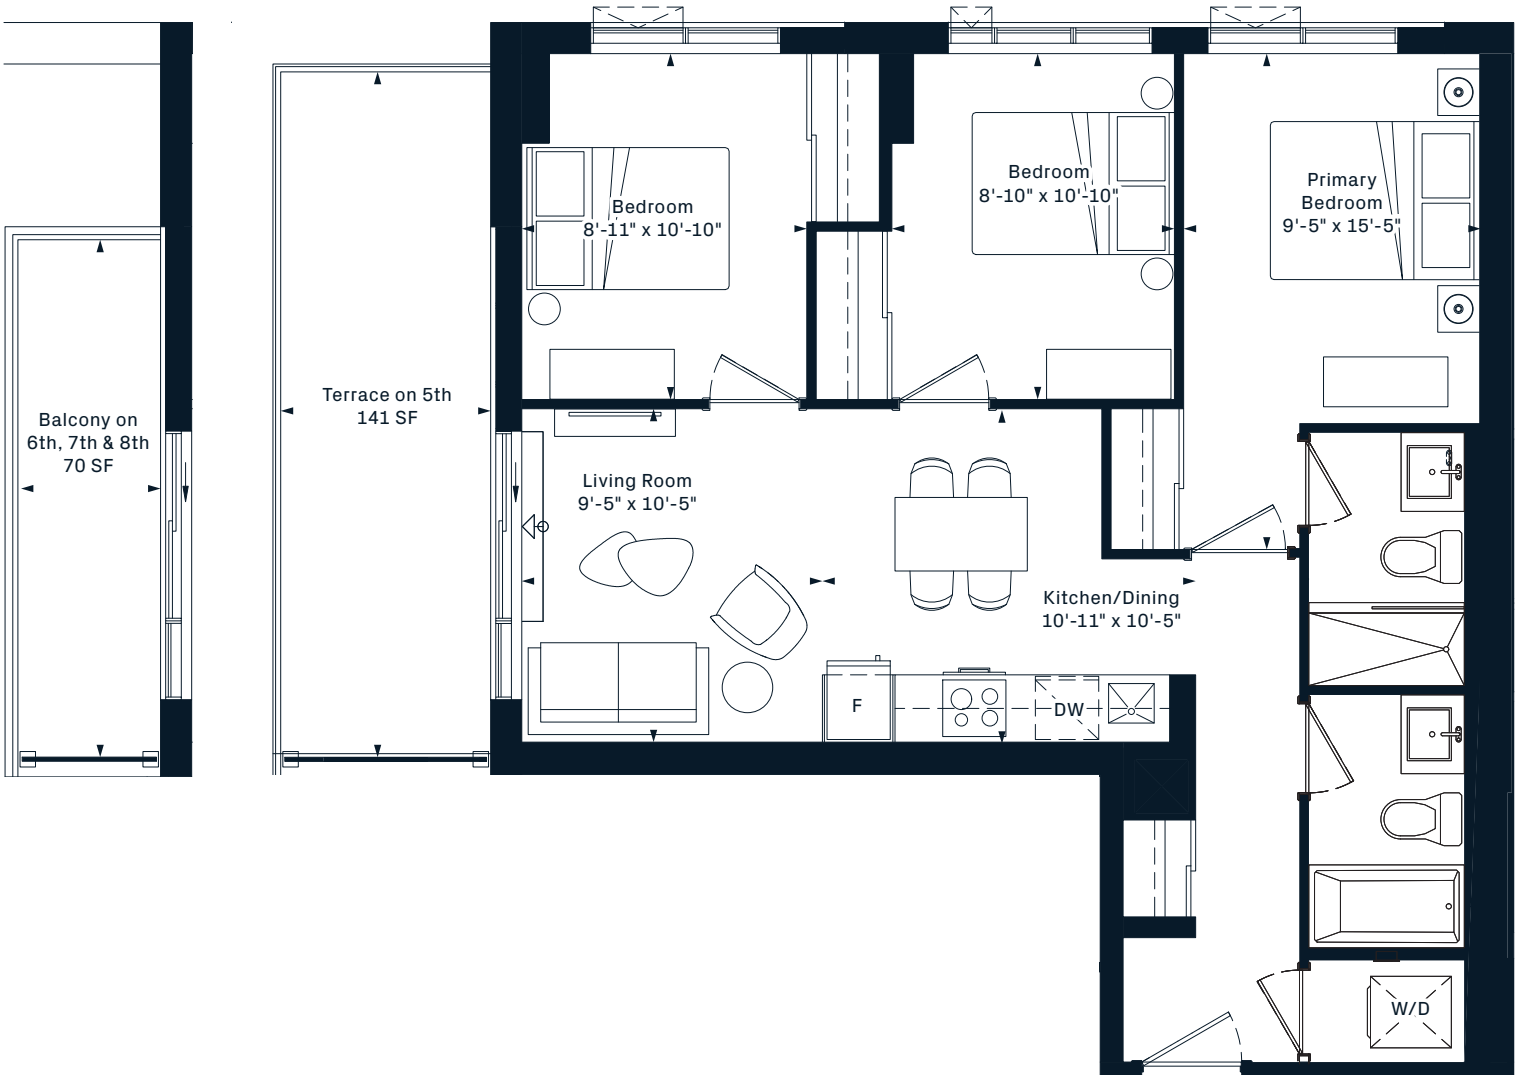 Bedroom
8'-11" x 10'-10"
Bedroom
8'-10" x 10'-10"
Primary
Bedroom
9'-5" x 15'-5"
Balcony on
6th, 7th & 8th
70 SF
Terrace on 5th
141 SF
Living Room
9'-5" x 10'-5"
Kitchen/Dining
10'-11" x 10'-5"
F
DW
W/D